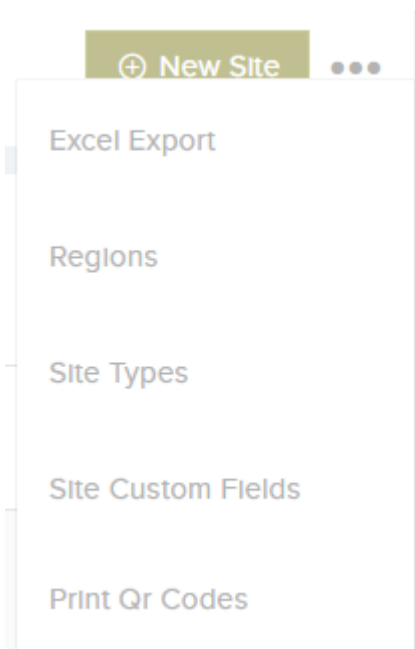 New Site
Excel Export
Regions
Site Types
Site Custom Fields
Print Qr Codes